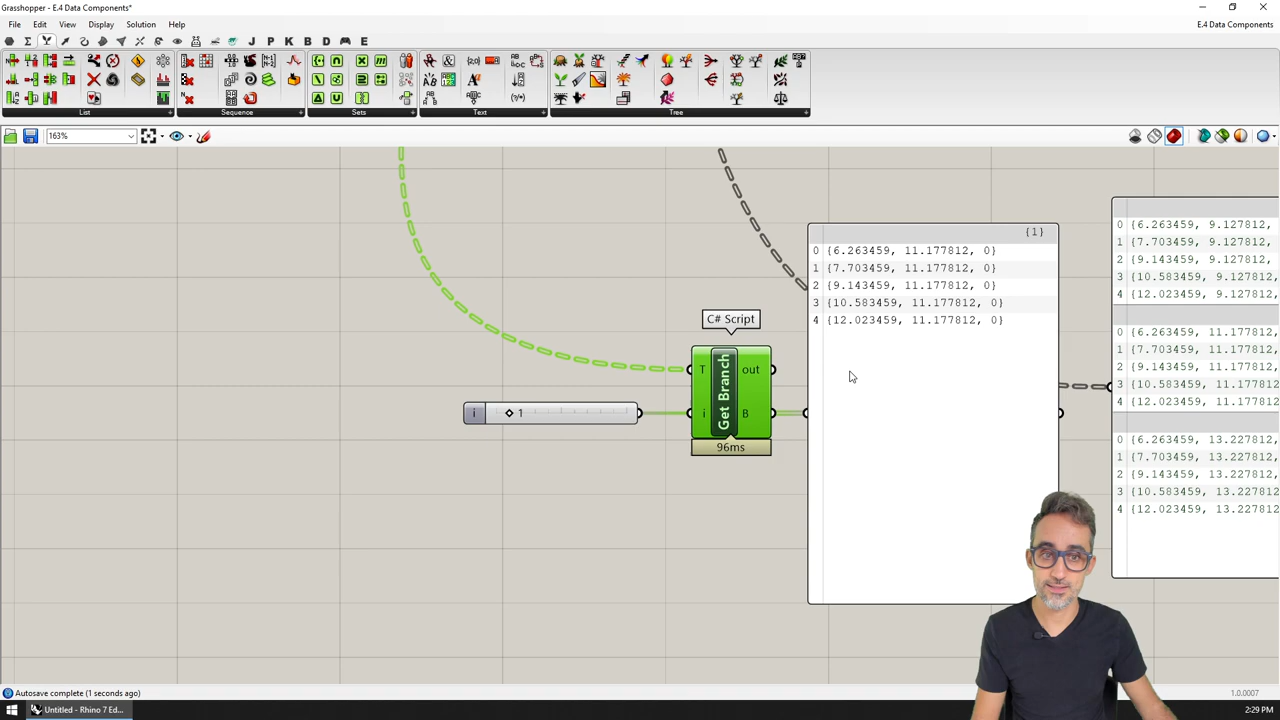 Grasshopper - E.4 Data Components*
File Edit View Display Solution Help
E.4 Data Components*
J P K B D E
List
Sequence
Sets
Text
Tree
163%
{1}
0 {6.263459, 11.177812, 0}
1 {7.703459, 11.177812, 0}
2 {9.143459, 11.177812, 0}
3 {10.583459, 11.177812, 0}
4 {12.023459, 11.177812, 0}
0 {6.263459, 9.127812,
1 {7.703459, 9.127812,
2 {9.143459, 9.127812,
3 {10.583459, 9.127812
4 {12.023459, 9.127812
0 {6.263459, 11.177812
1 {7.703459, 11.177812
2 {9.143459, 11.177812
3 {10.583459, 11.17781
4 {12.023459, 11.17781
0 {6.263459, 13.227812
1 {7.703459, 13.227812
2 {9.143459, 13.227812
3 {10.583459, 13.22781
4 {12.023459, 13.22781
C# Script
T
Get Branch
out
i
B
i
1
96ms
Autosave complete (1 seconds ago)
1.0.0007
Untitled - Rhino 7 Ed...
2:29 PM